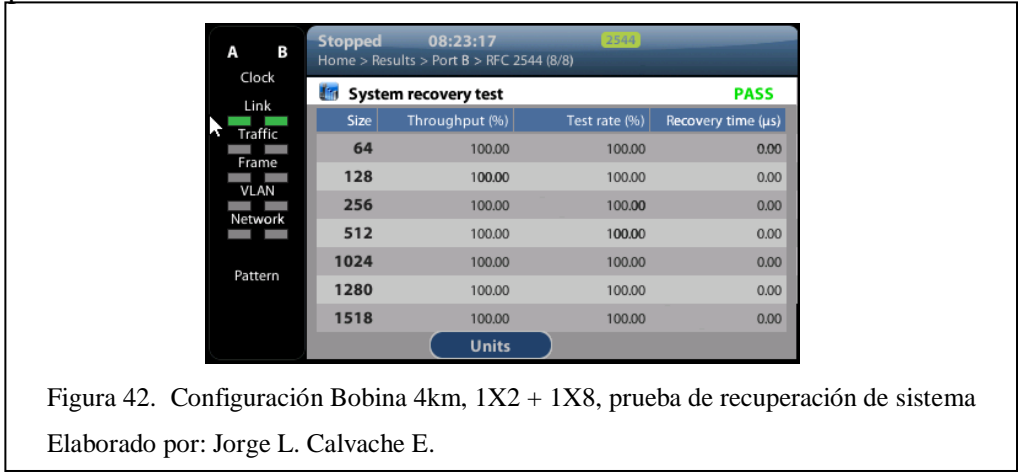 A B
Clock
Link
Traffic
Frame
VLAN
Network
Pattern
Stopped 08:23:17 2544
Home > Results > Port B > RFC 2544 (8/8)
System recovery test PASS
Size Throughput (%) Test rate (%) Recovery time (µs)
64 100.00 100.00 0.00
128 100.00 100.00 0.00
256 100.00 100.00 0.00
512 100.00 100.00 0.00
1024 100.00 100.00 0.00
1280 100.00 100.00 0.00
1518 100.00 100.00 0.00
Units
Figura 42. Configuración Bobina 4km, 1X2 + 1X8, prueba de recuperación de sistema
Elaborado por: Jorge L. Calvache E.